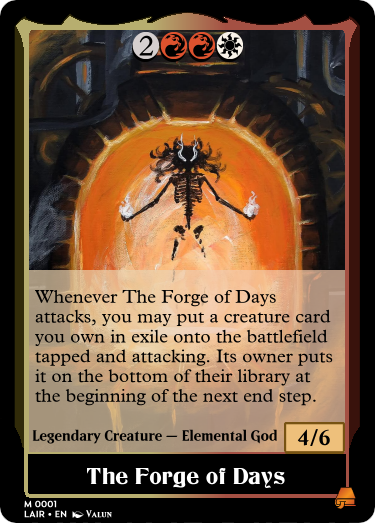 2
Whenever The Forge of Days
attacks, you may put a creature card
you own in exile onto the battlefield
tapped and attacking. Its owner puts
it on the bottom of their library at
the beginning of the next end step.
Legendary Creature — Elemental God 4/6
The Forge of Days
M 0001
LAIR • EN Valun